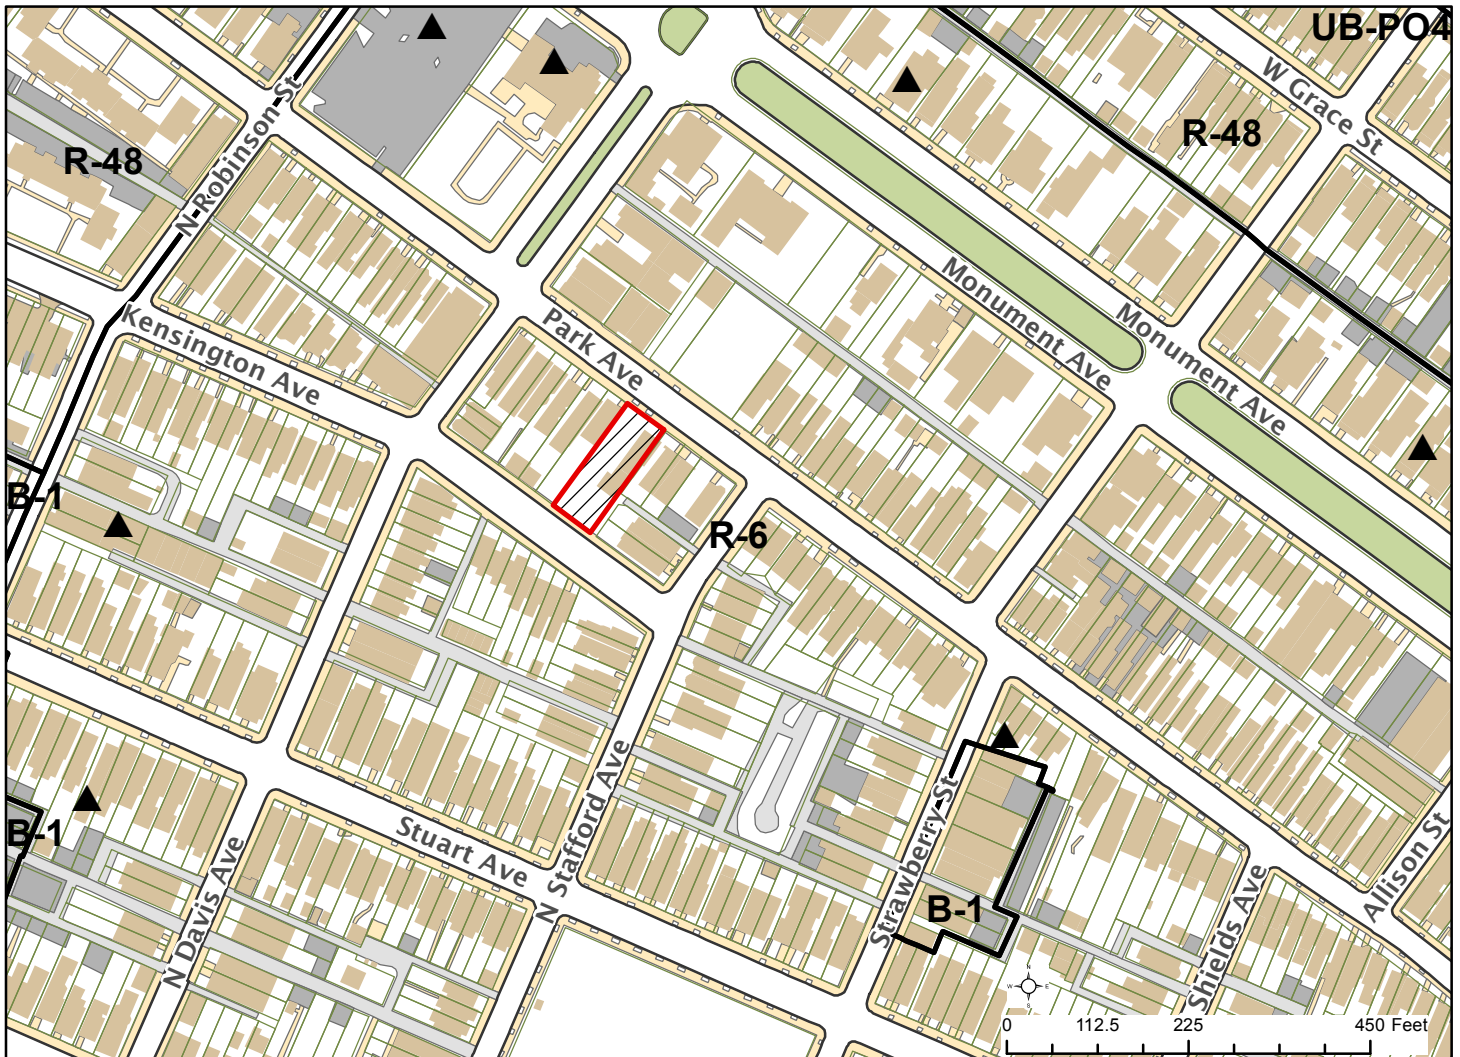 UB-PO4
W Grace St
R-48
R-48
N Robinson St
Monument Ave
Monument Ave
Kensington Ave
Park Ave
B-1
R-6
Stuart Ave
N Stafford Ave
Strawberry St
B-1
N Davis Ave
B-1
Allison St
Shields Ave
N
W E
S
0 112.5 225 450 Feet